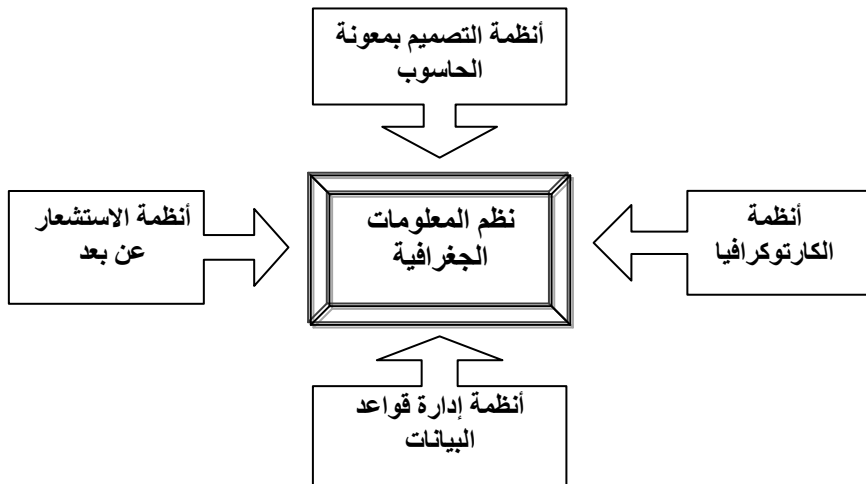 أنظمة التصميم بمعونة
الحاسوب
أنظمة
الكارتوكرافيا
نظم المعلومات
الجغرافية
أنظمة الاستشعار
عن بعد
أنظمة إدارة قواعد
البيانات